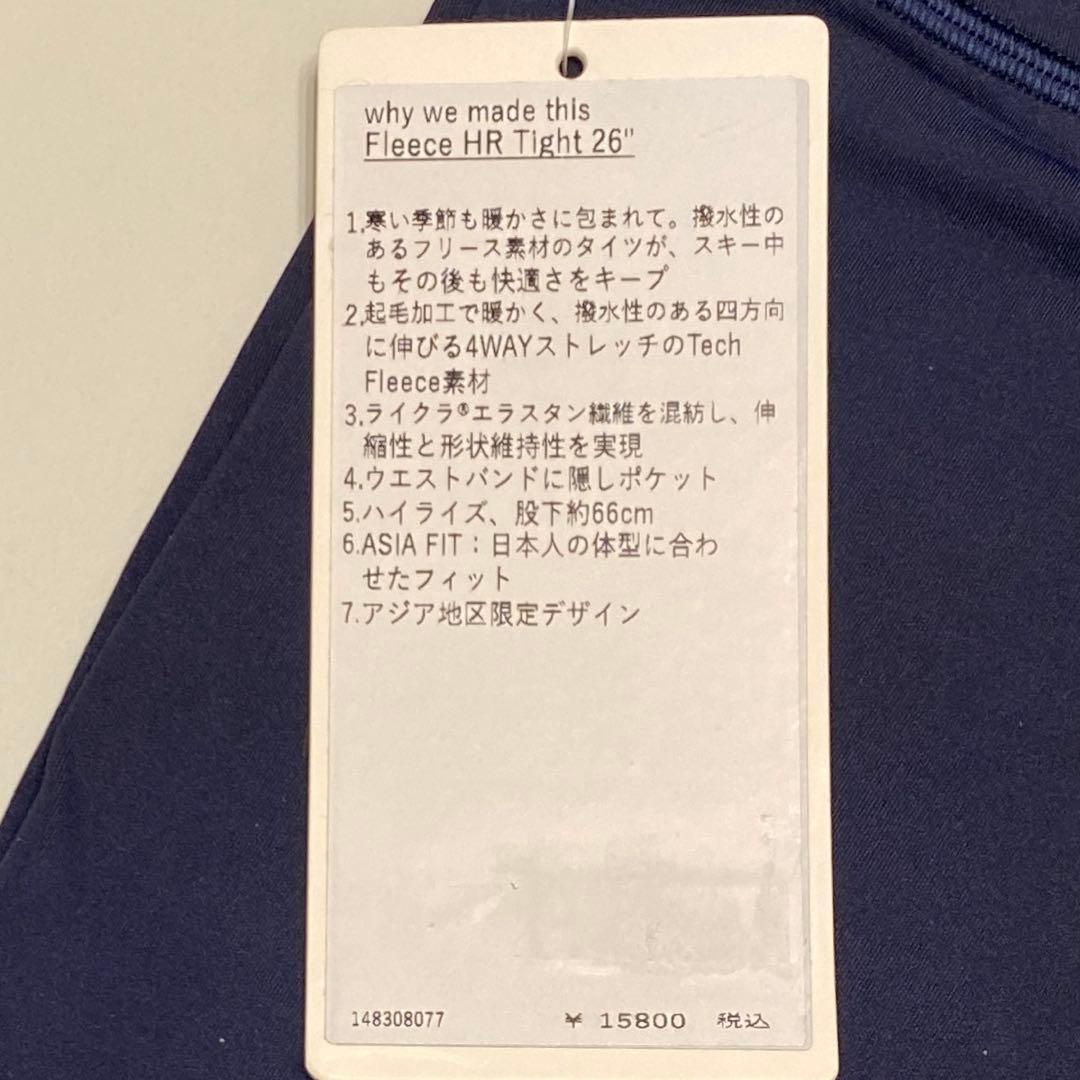 why we made this
Fleece HR Tight 26"
1.寒い季節も暖かさに包まれて。撥水性の
あるフリース素材のタイツが、スキー中
もその後も快適さをキープ
2.起毛加工で暖かく、撥水性のある四方向
に伸びる4WAYストレッチのTech
Fleece素材
3.ライクラ®エラスタン繊維を混紡し、伸
縮性と形状維持性を実現
4.ウエストバンドに隠しポケット
5.ハイライズ、股下約66cm
6.ASIA FIT：日本人の体型に合わ
せたフィット
7.アジア地区限定デザイン
148308077 ¥ 15800 税込